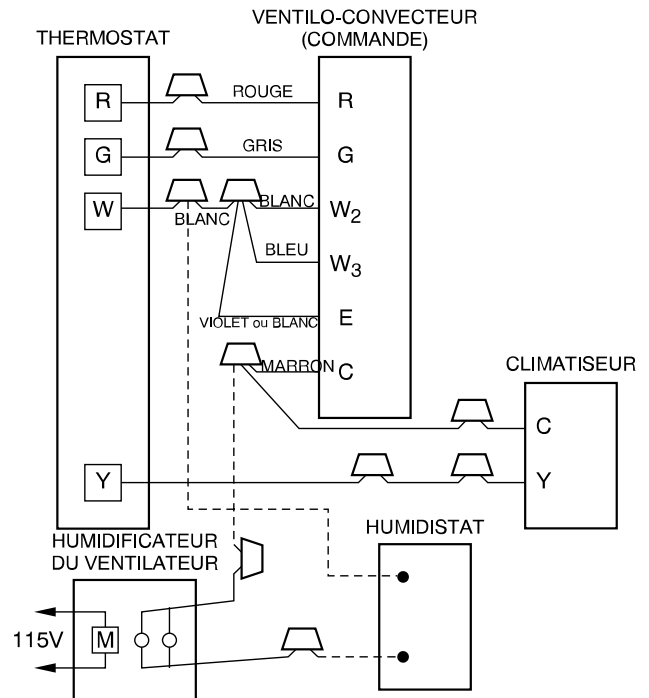 VENTILO-CONVECTEUR
(COMMANDE)
THERMOSTAT
R
ROUGE
R
G
GRIS
G
W
BLANC
BLANC
W2
BLEU
W3
VIOLET ou BLANC
E
MARRON
C
CLIMATISEUR
C
Y
Y
HUMIDISTAT
HUMIDIFICATEUR
DU VENTILATEUR
115V
M